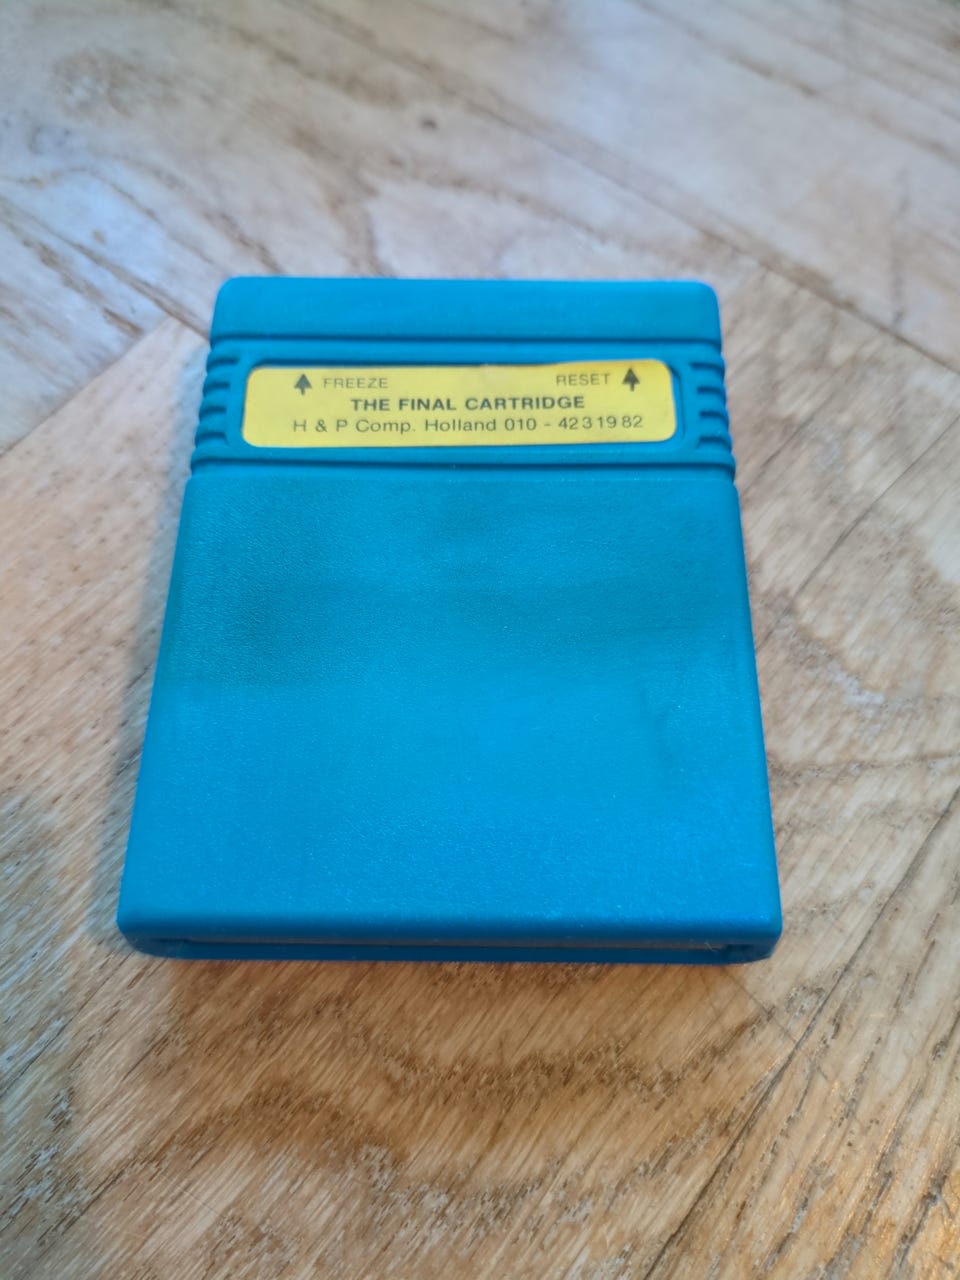 FREEZE RESET
THE FINAL CARTRIDGE
H & P Comp. Holland 010 - 4231982